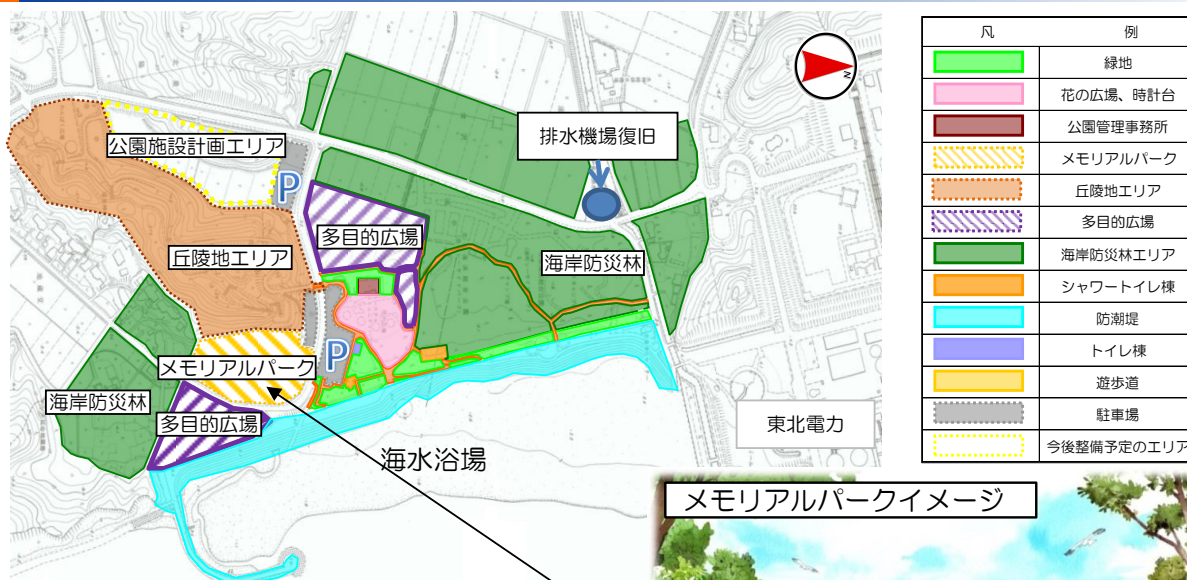 公園施設計画エリア
P
排水機場復旧
N
多目的広場
丘陵地エリア
海岸防災林
P
メモリアルパーク
海岸防災林
多目的広場
海水浴場
東北電力
凡 例
緑地
花の広場、時計台
公園管理事務所
メモリアルパーク
丘陵地エリア
多目的広場
海岸防災林エリア
シャワートイレ棟
防潮堤
トイレ棟
遊歩道
駐車場
今後整備予定のエリア
メモリアルパークイメージ